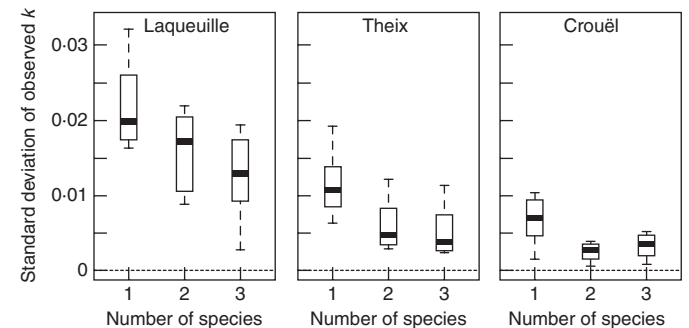 Standard deviation of observed k
0·03
0·02
0·01
0
Laqueuille
1 2 3
Number of species
Theix
1 2 3
Number of species
Crouël
1 2 3
Number of species